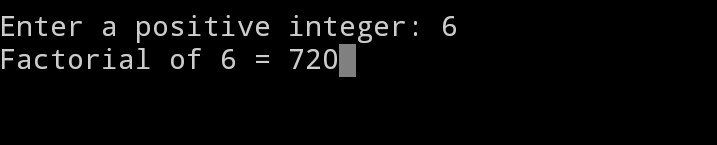 Enter a positive integer: 6
Factorial of 6 = 720